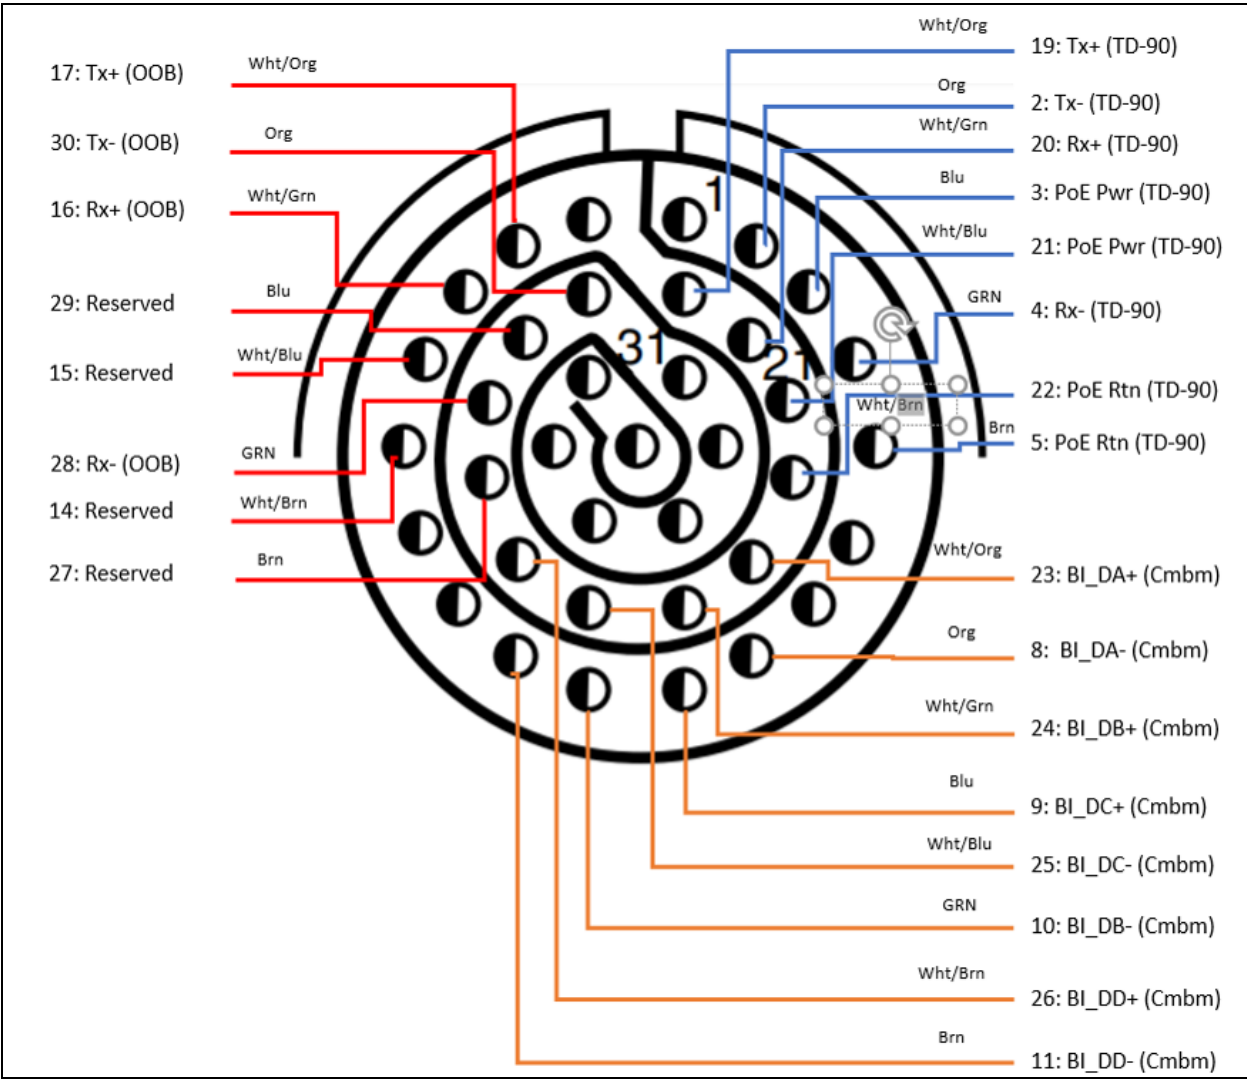 Wht/Org
17: Tx+ (OOB)
Org
30: Tx- (OOB)
Wht/Grn
16: Rx+ (OOB)
Blu
29: Reserved
Wht/Blu
15: Reserved
GRN
28: Rx- (OOB)
Wht/Brn
14: Reserved
Brn
27: Reserved
1
21
31
Wht/Org
19: Tx+ (TD-90)
Org
2: Tx- (TD-90)
Wht/Grn
20: Rx+ (TD-90)
Blu
3: PoE Pwr (TD-90)
Wht/Blu
21: PoE Pwr (TD-90)
GRN
4: Rx- (TD-90)
Wht/Brn
22: PoE Rtn (TD-90)
Brn
5: PoE Rtn (TD-90)
Wht/Org
23: BI_DA+ (Cmbm)
Org
8: BI_DA- (Cmbm)
Wht/Grn
24: BI_DB+ (Cmbm)
Blu
9: BI_DC+ (Cmbm)
Wht/Blu
25: BI_DC- (Cmbm)
GRN
10: BI_DB- (Cmbm)
Wht/Brn
26: BI_DD+ (Cmbm)
Brn
11: BI_DD- (Cmbm)